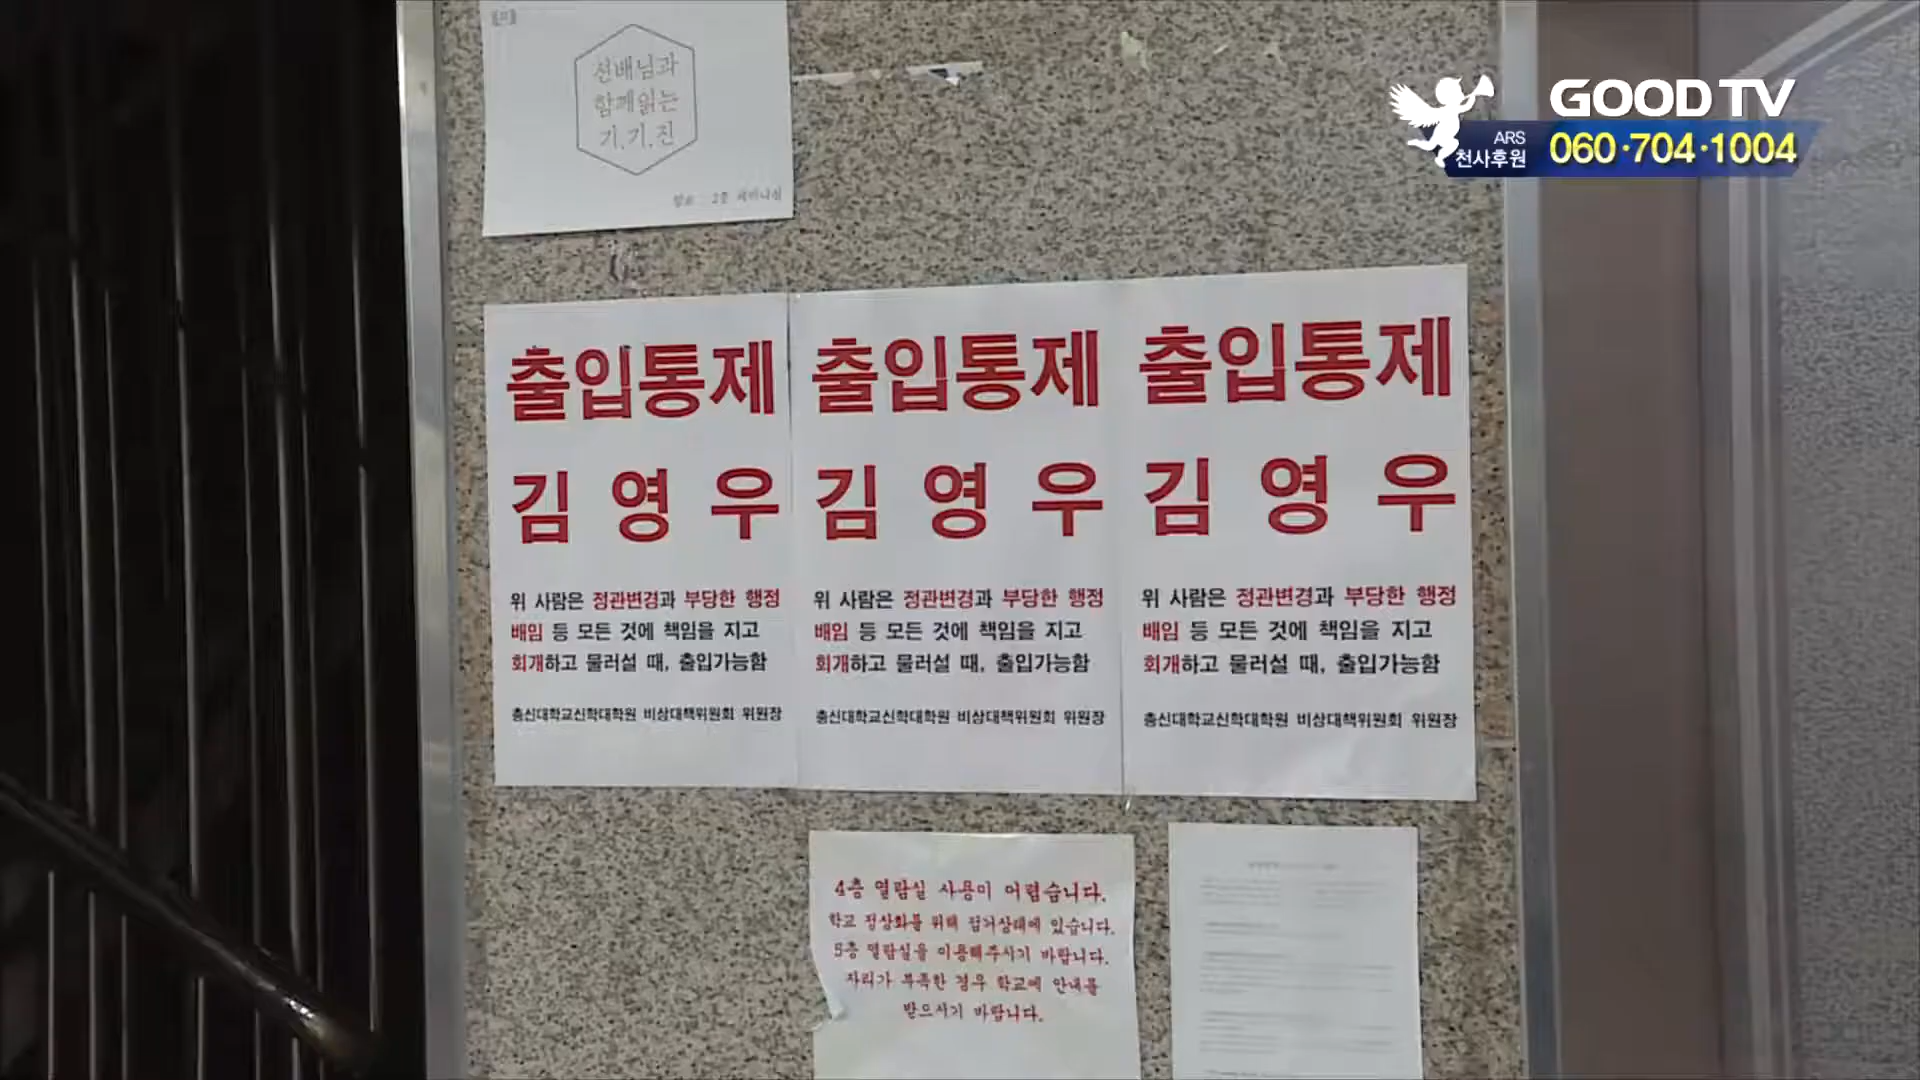 선배님과
함께읽는
기.기.진
장소 : 2층 세미나실
GOODTV
ARS
천사후원
060·704·1004
출입통제
김영우
위 사람은 정관변경과 부당한 행정
배임 등 모든 것에 책임을 지고
회개하고 물러설 때, 출입가능함
총신대학교신학대학원 비상대책위원회 위원장
출입통제
김영우
위 사람은 정관변경과 부당한 행정
배임 등 모든 것에 책임을 지고
회개하고 물러설 때, 출입가능함
총신대학교신학대학원 비상대책위원회 위원장
출입통제
김영우
위 사람은 정관변경과 부당한 행정
배임 등 모든 것에 책임을 지고
회개하고 물러설 때, 출입가능함
총신대학교신학대학원 비상대책위원회 위원장
4층 열람실 사용이 어렵습니다.
학교 정상화를 위해 점거상태에 있습니다.
5층 열람실을 이용해주시기 바랍니다.
자리가 부족한 경우 학교에 안내를
받으시기 바랍니다.